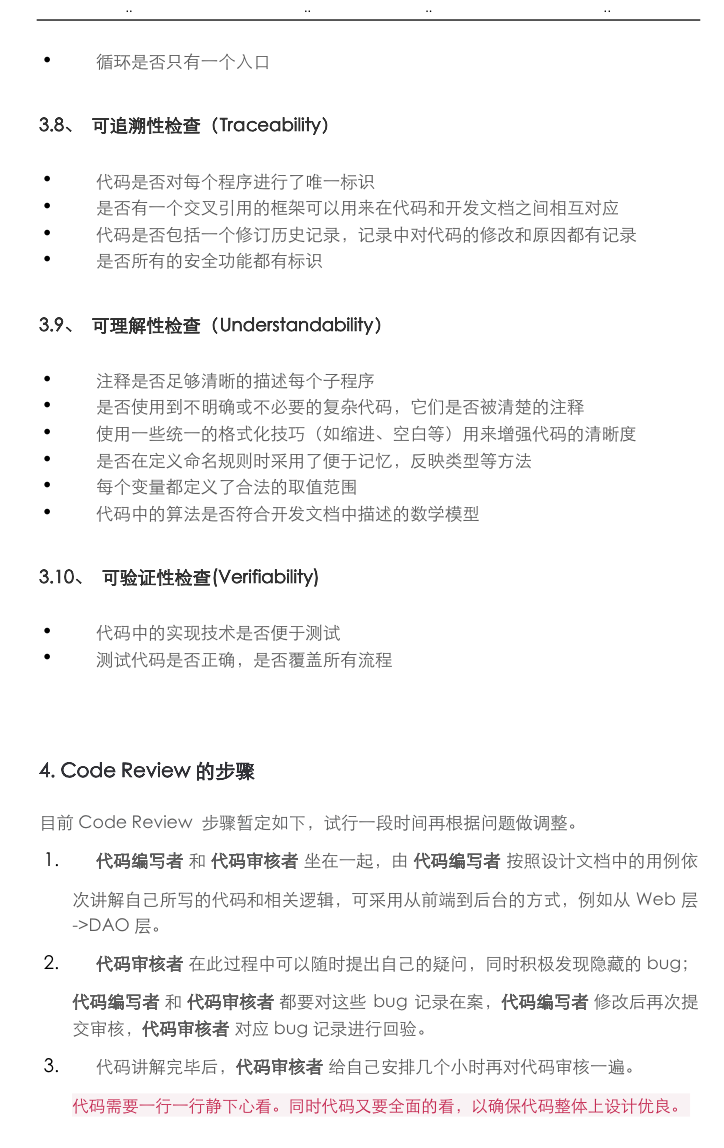 • 循环是否只有一个入口
3.8、 可追溯性检查（Traceability）
• 代码是否对每个程序进行了唯一标识
• 是否有一个交叉引用的框架可以用来在代码和开发文档之间相互对应
• 代码是否包括一个修订历史记录，记录中对代码的修改和原因都有记录
• 是否所有的安全功能都有标识
3.9、 可理解性检查（Understandability）
• 注释是否足够清晰的描述每个子程序
• 是否使用到不明确或不必要的复杂代码，它们是否被清楚的注释
• 使用一些统一的格式化技巧（如缩进、空白等）用来增强代码的清晰度
• 是否在定义命名规则时采用了便于记忆，反映类型等方法
• 每个变量都定义了合法的取值范围
• 代码中的算法是否符合开发文档中描述的数学模型
3.10、 可验证性检查(Verifiability)
• 代码中的实现技术是否便于测试
• 测试代码是否正确，是否覆盖所有流程
4. Code Review 的步骤
目前 Code Review 步骤暂定如下，试行一段时间再根据问题做调整。
1. 代码编写者 和 代码审核者 坐在一起，由 代码编写者 按照设计文档中的用例依
次讲解自己所写的代码和相关逻辑，可采用从前端到后台的方式，例如从 Web 层
->DAO 层。
2. 代码审核者 在此过程中可以随时提出自己的疑问，同时积极发现隐藏的 bug；
代码编写者 和 代码审核者 都要对这些 bug 记录在案，代码编写者 修改后再次提
交审核，代码审核者 对应 bug 记录进行回验。
3. 代码讲解完毕后，代码审核者 给自己安排几个小时再对代码审核一遍。
代码需要一行一行静下心看。同时代码又要全面的看，以确保代码整体上设计优良。